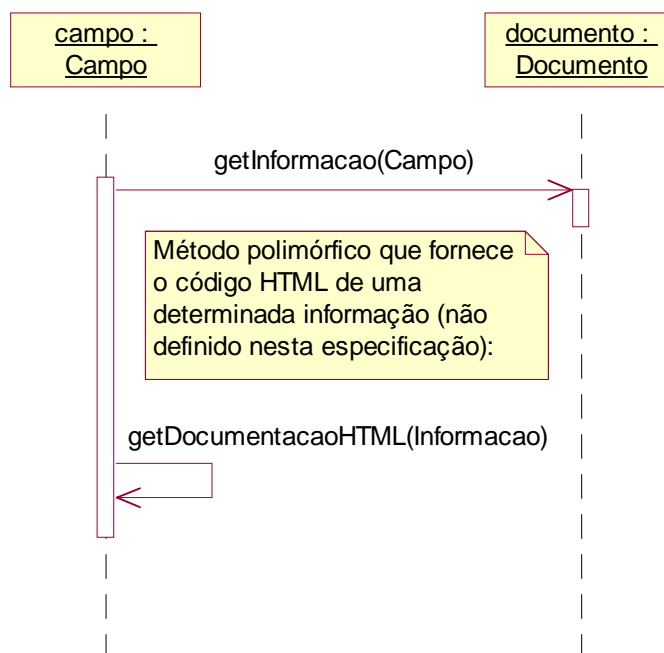 campo :
Campo
documento :
Documento
getInformacao(Campo)
Método polimórfico que fornece
o código HTML de uma
determinada informação (não
definido nesta especificação):
getDocumentacaoHTML(Informacao)